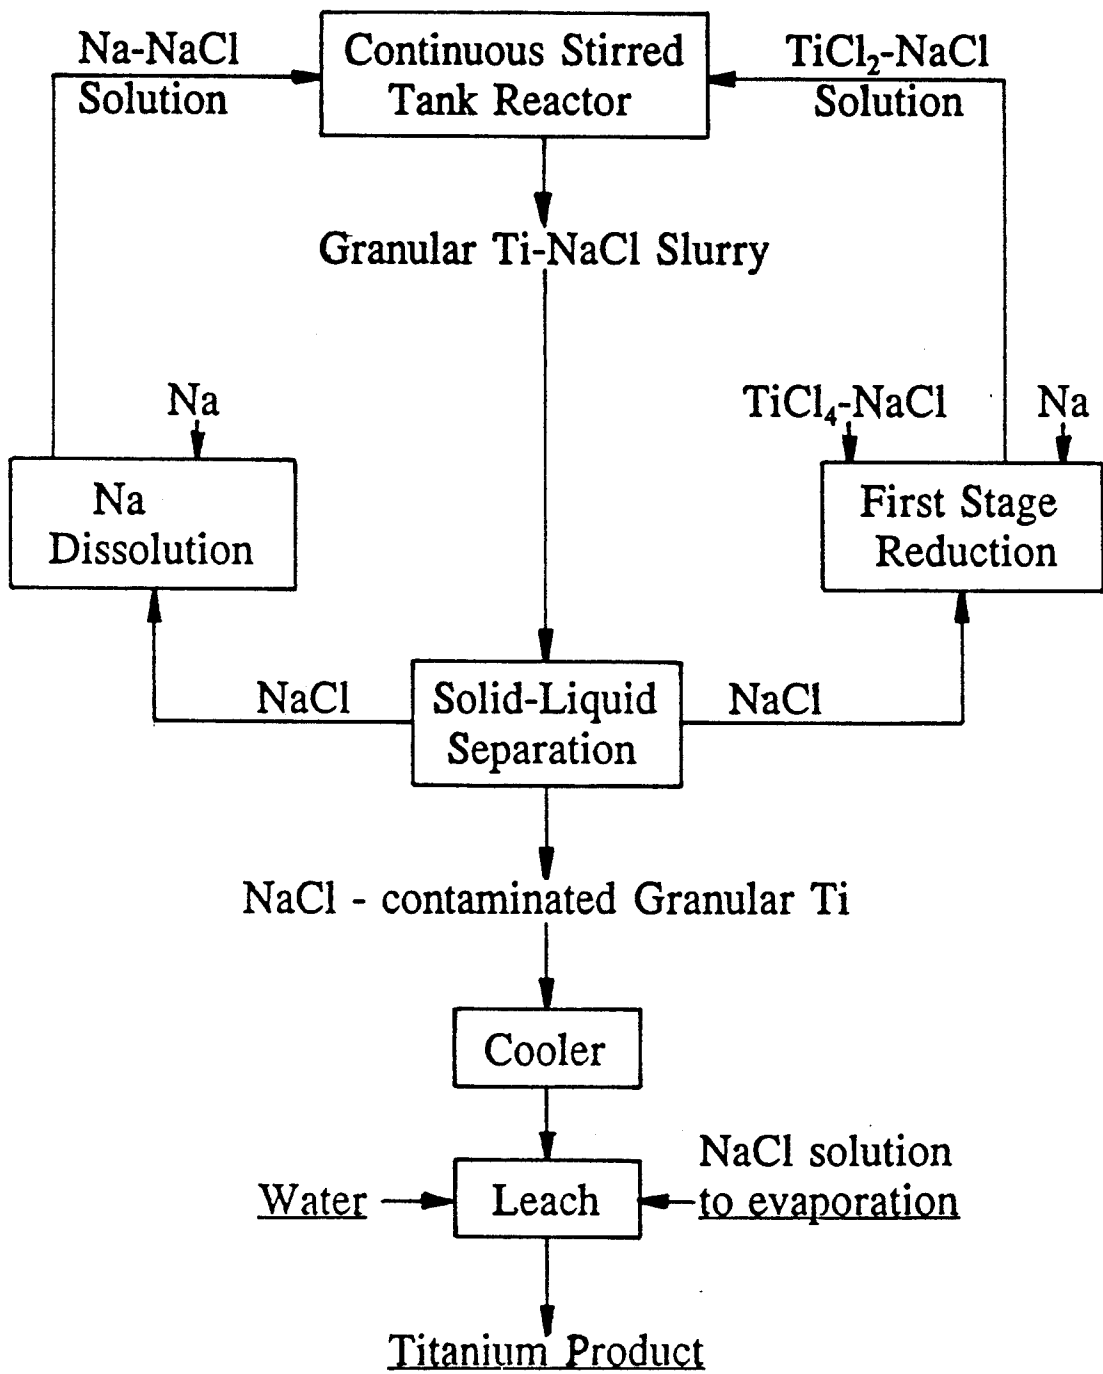 Na-NaCl
Solution
Continuous Stirred
Tank Reactor
TiCl₂-NaCl
Solution
Granular Ti-NaCl Slurry
Na
TiCl₄-NaCl
Na
Na
Dissolution
First Stage
Reduction
NaCl
Solid-Liquid
Separation
NaCl
NaCl - contaminated Granular Ti
Cooler
Water
Leach
NaCl solution
to evaporation
Titanium Product